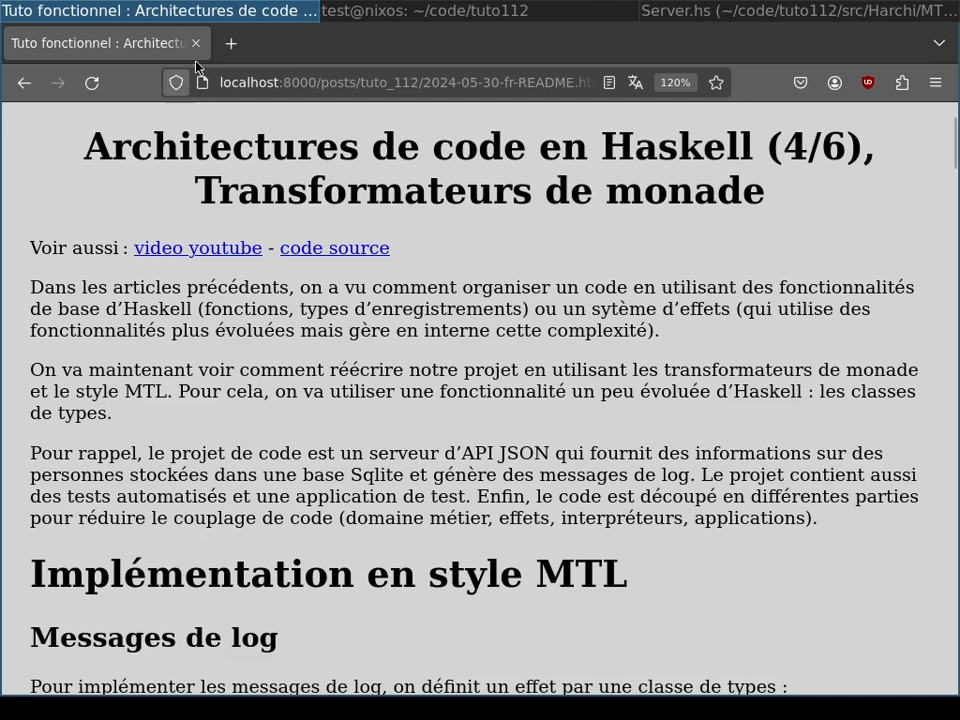 Tuto fonctionnel : Architectures de code ...
test@nixos: ~/code/tuto112
Server.hs (~/code/tuto112/src/Harchi/MT...
Tuto fonctionnel : Architectu
localhost:8000/posts/tuto_112/2024-05-30-fr-README.ht
120%
Architectures de code en Haskell (4/6),
Transformateurs de monade
Voir aussi : video youtube - code source
Dans les articles précédents, on a vu comment organiser un code en utilisant des fonctionnalités
de base d’Haskell (fonctions, types d’enregistrements) ou un sytème d’effets (qui utilise des
fonctionnalités plus évoluées mais gère en interne cette complexité).
On va maintenant voir comment réécrire notre projet en utilisant les transformateurs de monade
et le style MTL. Pour cela, on va utiliser une fonctionnalité un peu évoluée d’Haskell : les classes
de types.
Pour rappel, le projet de code est un serveur d’API JSON qui fournit des informations sur des
personnes stockées dans une base Sqlite et génère des messages de log. Le projet contient aussi
des tests automatisés et une application de test. Enfin, le code est découpé en différentes parties
pour réduire le couplage de code (domaine métier, effets, interpréteurs, applications).
Implémentation en style MTL
Messages de log
Pour implémenter les messages de log, on définit un effet par une classe de types :